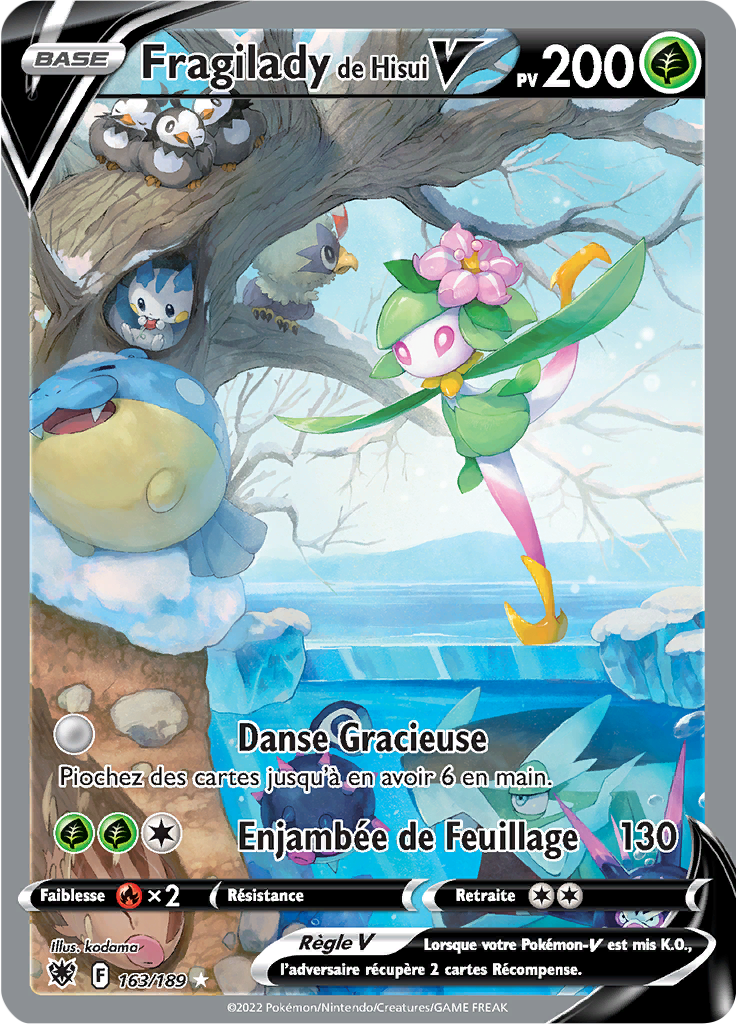 BASE
Fragilady de Hisui V
PV 200
Danse Gracieuse
Piochez des cartes jusqu'à en avoir 6 en main.
Enjambée de Feuillage 130
Faiblesse ×2 Résistance Retraite
Illus. kodama
Règle V Lorsque votre Pokémon-V est mis K.O.,
l'adversaire récupère 2 cartes Récompense.
F 163/189
©2022 Pokémon/Nintendo/Creatures/GAME FREAK